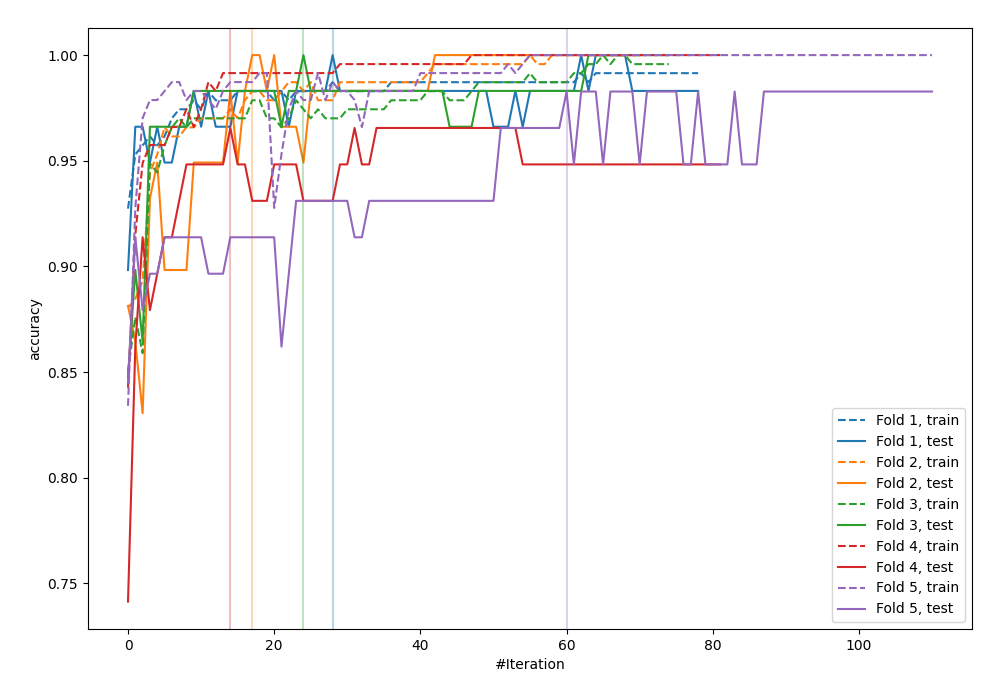 1.00
0.95
0.90
0.85
0.80
0.75
accuracy
0
20
40
60
80
100
#Iteration
Fold 1, train
Fold 1, test
Fold 2, train
Fold 2, test
Fold 3, train
Fold 3, test
Fold 4, train
Fold 4, test
Fold 5, train
Fold 5, test